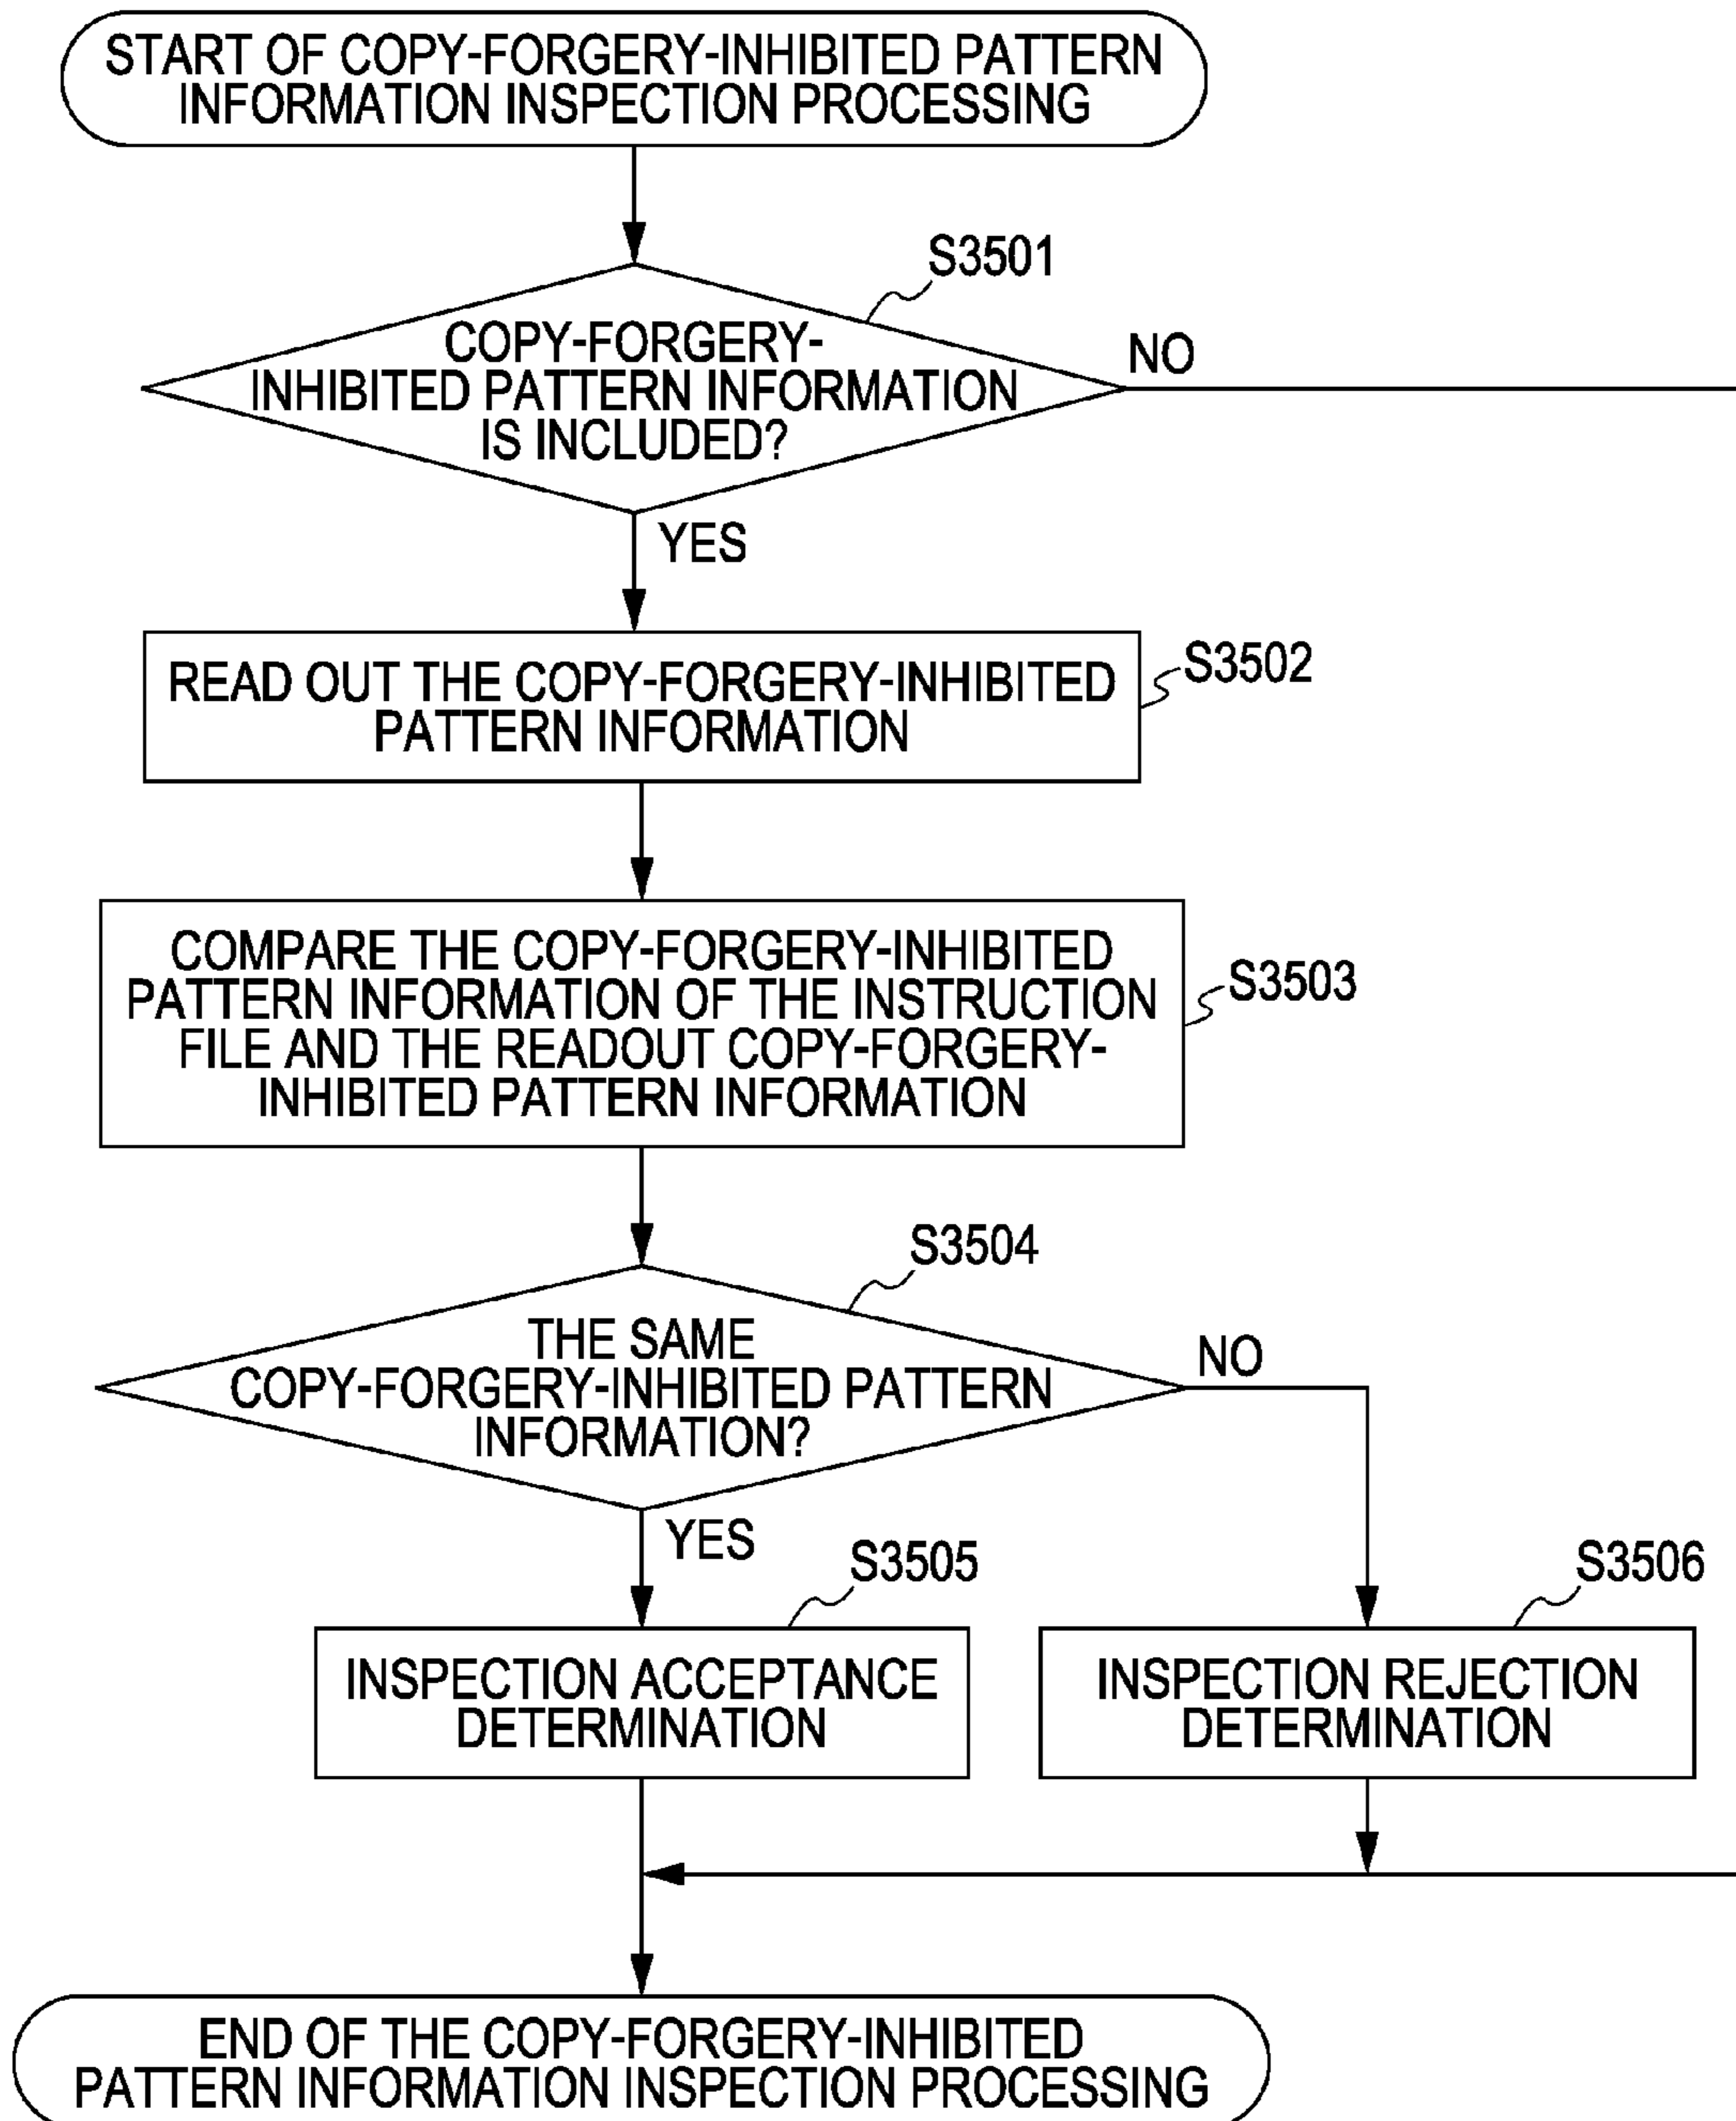 START OF COPY-FORGERY-INHIBITED PATTERN
INFORMATION INSPECTION PROCESSING
S3501
COPY-FORGERY-
INHIBITED PATTERN INFORMATION
IS INCLUDED?
NO
YES
READ OUT THE COPY-FORGERY-INHIBITED
PATTERN INFORMATION
S3502
COMPARE THE COPY-FORGERY-INHIBITED
PATTERN INFORMATION OF THE INSTRUCTION
FILE AND THE READOUT COPY-FORGERY-
INHIBITED PATTERN INFORMATION
S3503
S3504
THE SAME
COPY-FORGERY-INHIBITED PATTERN
INFORMATION?
NO
YES
S3505
INSPECTION ACCEPTANCE
DETERMINATION
S3506
INSPECTION REJECTION
DETERMINATION
END OF THE COPY-FORGERY-INHIBITED
PATTERN INFORMATION INSPECTION PROCESSING